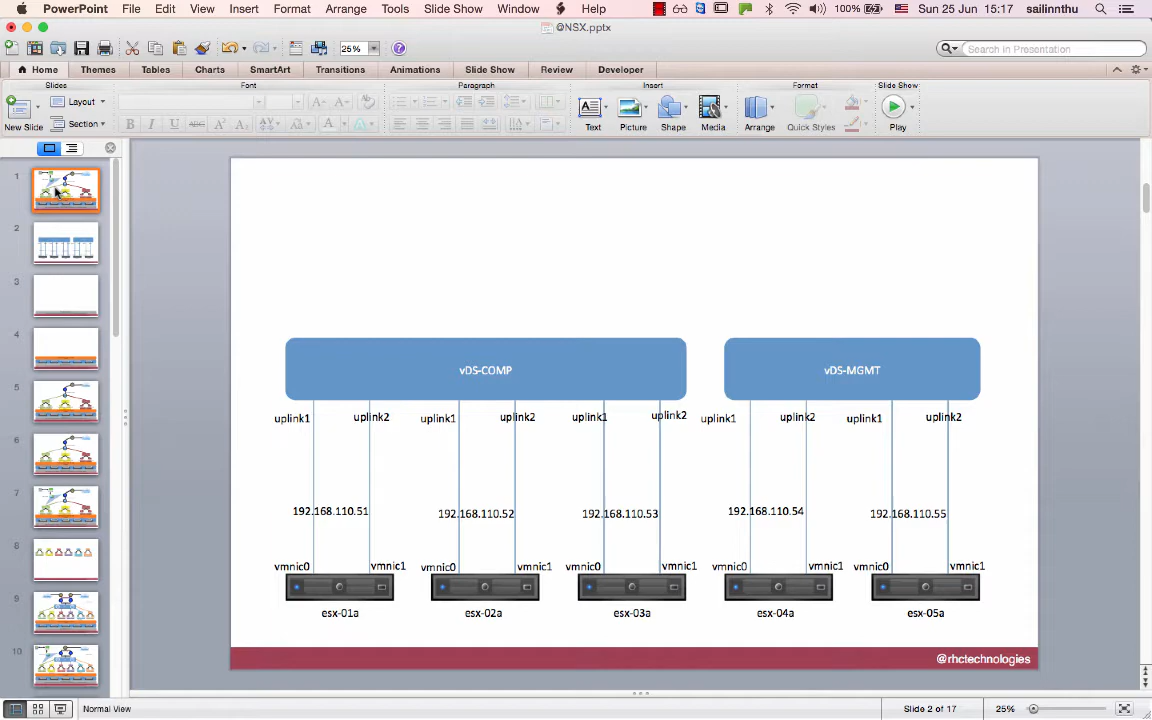 PowerPoint File Edit View Insert Format Arrange Tools Slide Show Window Help 100% Sun 25 Jun 15:17 sailinnthu
@NSX.pptx
25% Search in Presentation
Home Themes Tables Charts SmartArt Transitions Animations Slide Show Review Developer
Slides Font Paragraph Insert Format Slide Show
Layout
New Slide Section
B I U ABC A A AV A A
Text Picture Shape Media Arrange Quick Styles Play
1
2
3
4
5
6
7
8
9
10
vDS-COMP vDS-MGMT
uplink1 uplink2 uplink1 uplink2 uplink1 uplink2 uplink1 uplink2 uplink1 uplink2
192.168.110.51 192.168.110.52 192.168.110.53 192.168.110.54 192.168.110.55
vmnic0 vmnic1 vmnic0 vmnic1 vmnic0 vmnic1 vmnic0 vmnic1 vmnic0 vmnic1
esx-01a esx-02a esx-03a esx-04a esx-05a
@rhctechnologies
Normal View Slide 2 of 17 25%